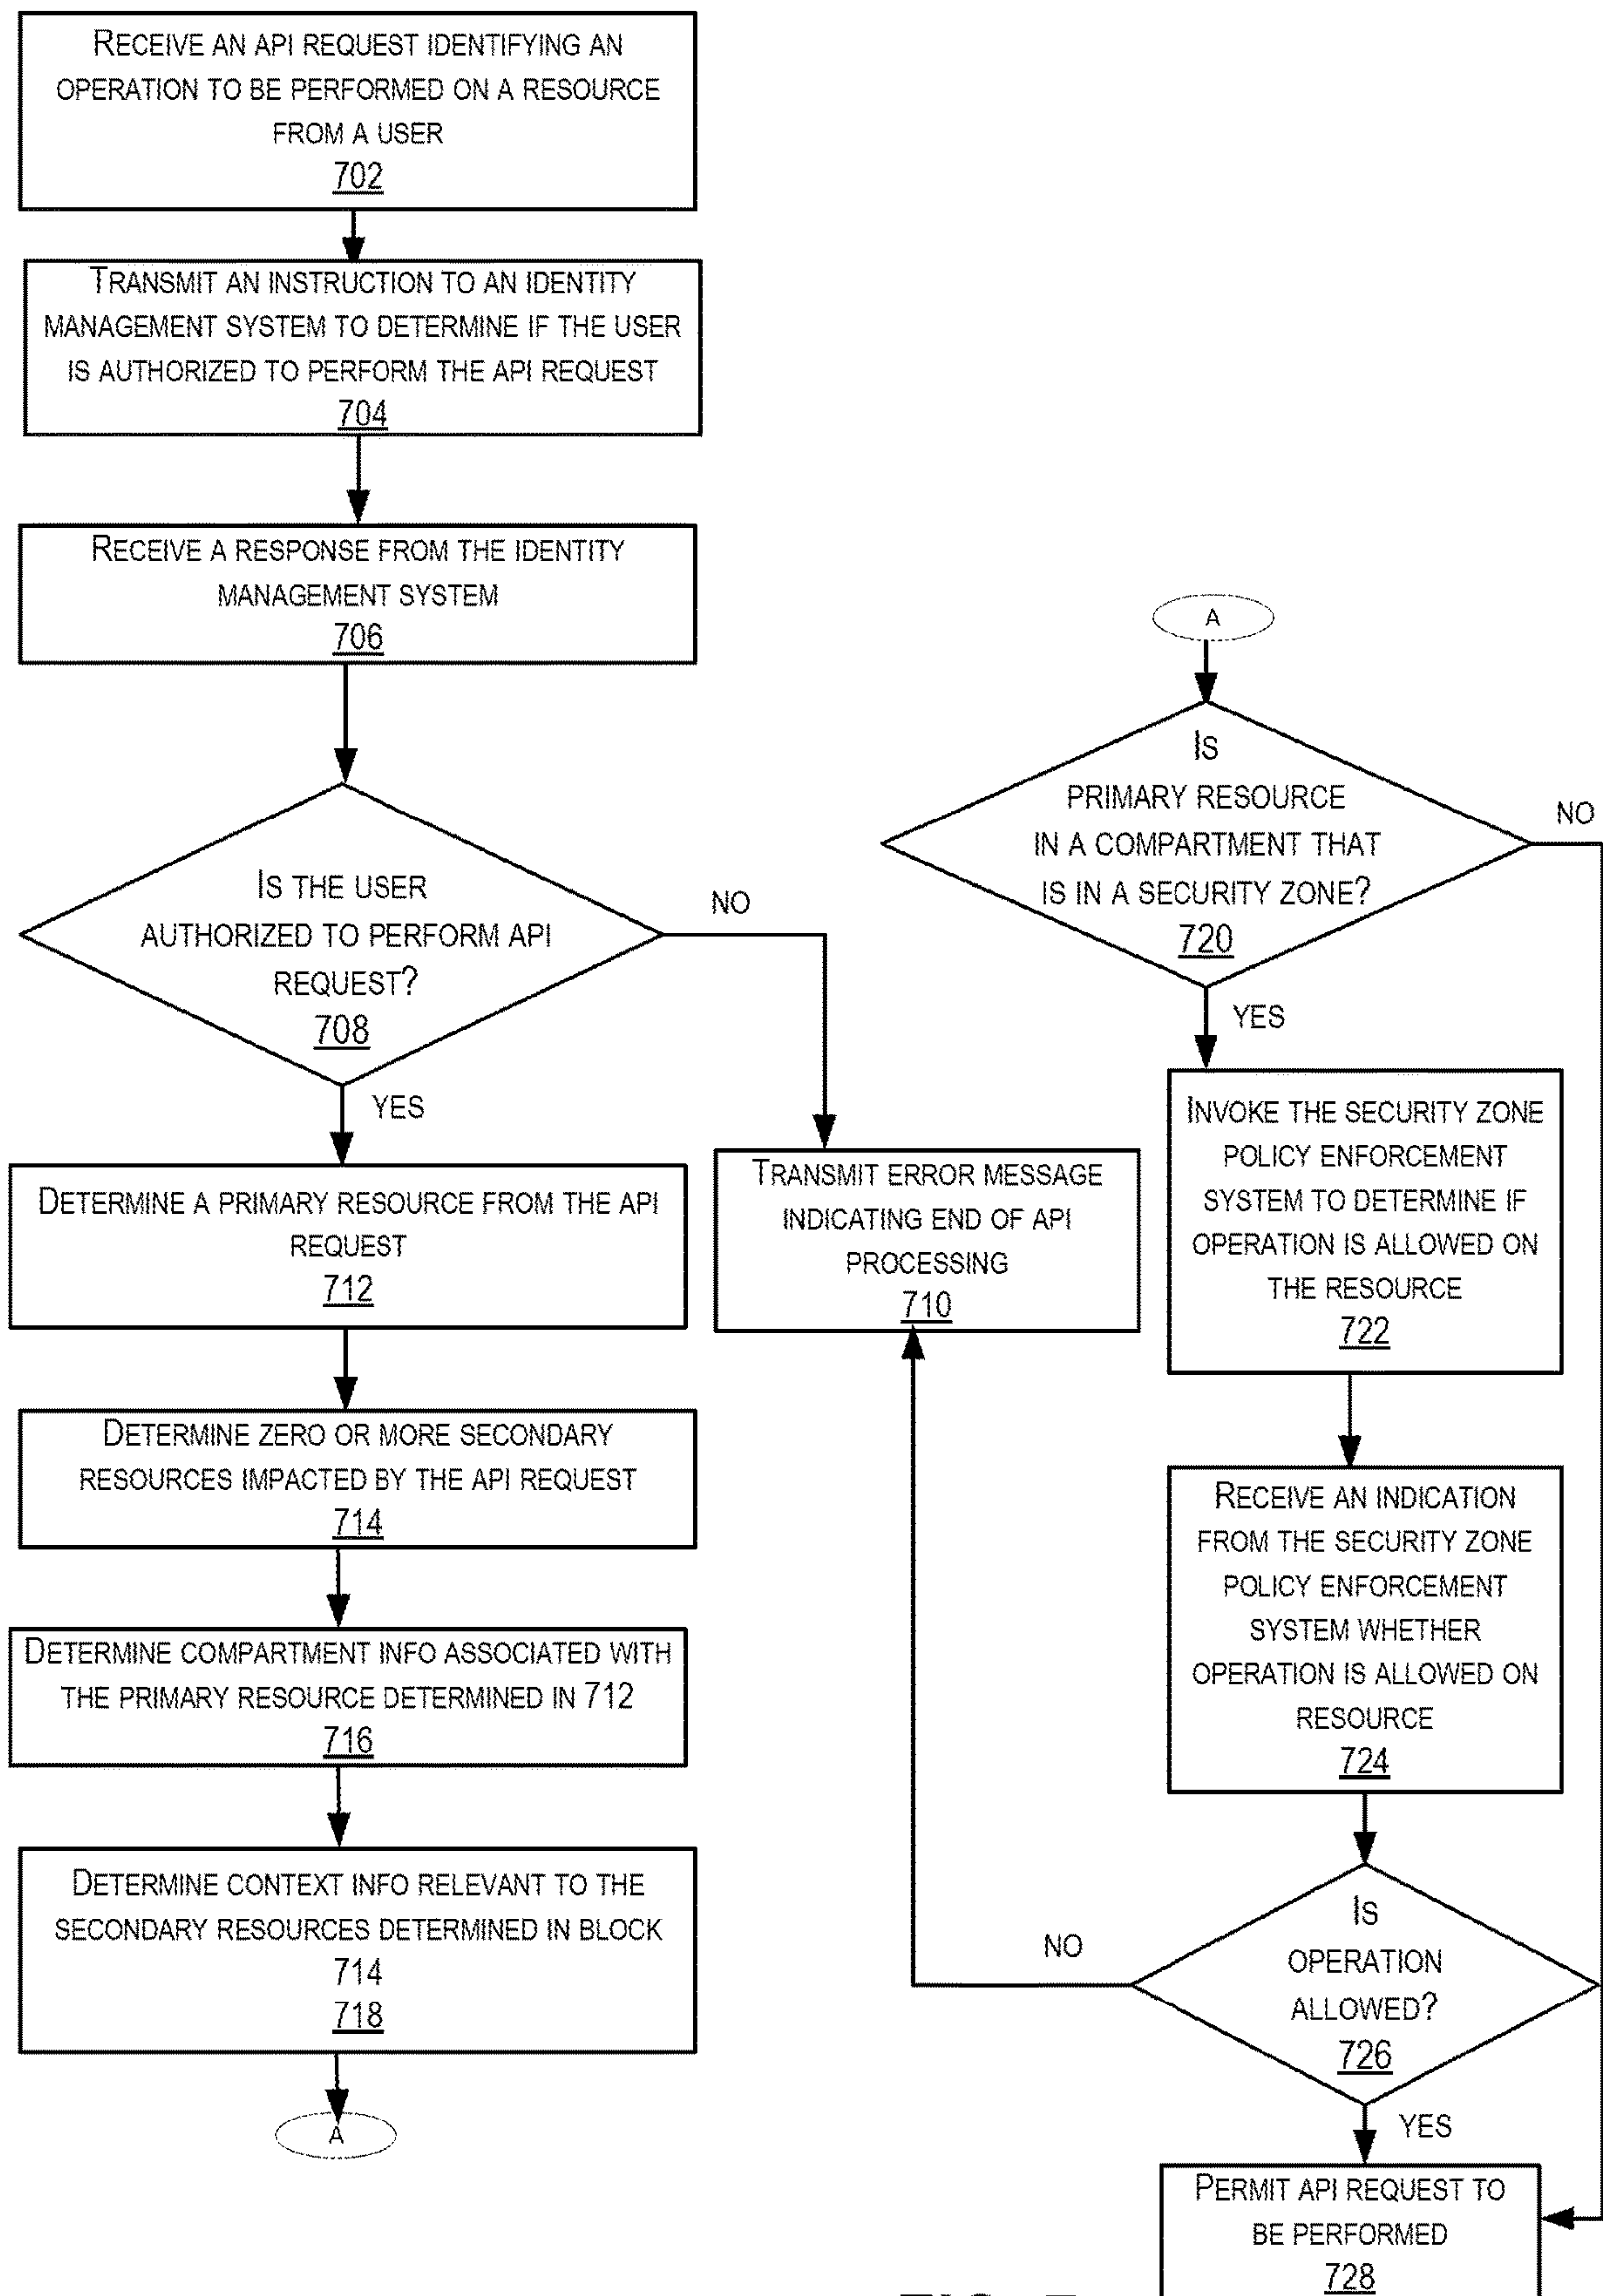 RECEIVE AN API REQUEST IDENTIFYING AN
OPERATION TO BE PERFORMED ON A RESOURCE
FROM A USER
702
TRANSMIT AN INSTRUCTION TO AN IDENTITY
MANAGEMENT SYSTEM TO DETERMINE IF THE USER
IS AUTHORIZED TO PERFORM THE API REQUEST
704
RECEIVE A RESPONSE FROM THE IDENTITY
MANAGEMENT SYSTEM
706
IS THE USER
AUTHORIZED TO PERFORM API
REQUEST?
708
NO
YES
TRANSMIT ERROR MESSAGE
INDICATING END OF API
PROCESSING
710
DETERMINE A PRIMARY RESOURCE FROM THE API
REQUEST
712
DETERMINE ZERO OR MORE SECONDARY
RESOURCES IMPACTED BY THE API REQUEST
714
DETERMINE COMPARTMENT INFO ASSOCIATED WITH
THE PRIMARY RESOURCE DETERMINED IN 712
716
DETERMINE CONTEXT INFO RELEVANT TO THE
SECONDARY RESOURCES DETERMINED IN BLOCK
714
718
A
A
IS
PRIMARY RESOURCE
IN A COMPARTMENT THAT
IS IN A SECURITY ZONE?
720
NO
YES
INVOKE THE SECURITY ZONE
POLICY ENFORCEMENT
SYSTEM TO DETERMINE IF
OPERATION IS ALLOWED ON
THE RESOURCE
722
RECEIVE AN INDICATION
FROM THE SECURITY ZONE
POLICY ENFORCEMENT
SYSTEM WHETHER
OPERATION IS ALLOWED ON
RESOURCE
724
IS
OPERATION
ALLOWED?
726
NO
YES
PERMIT API REQUEST TO
BE PERFORMED
728